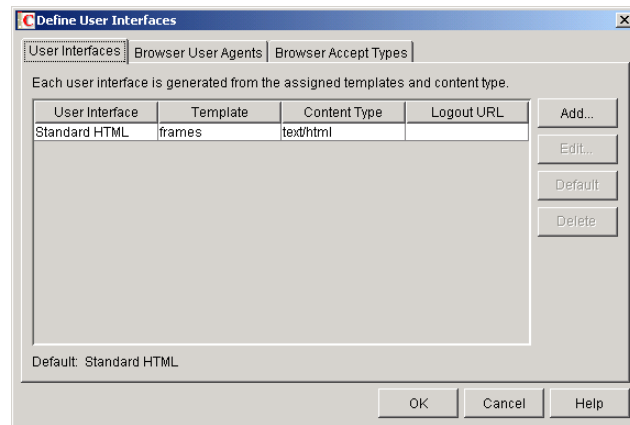 Define User Interfaces
User Interfaces Browser User Agents Browser Accept Types
Each user interface is generated from the assigned templates and content type.
User Interface Template Content Type Logout URL
Standard HTML frames text/html
Add...
Edit...
Default
Delete
Default: Standard HTML
OK Cancel Help